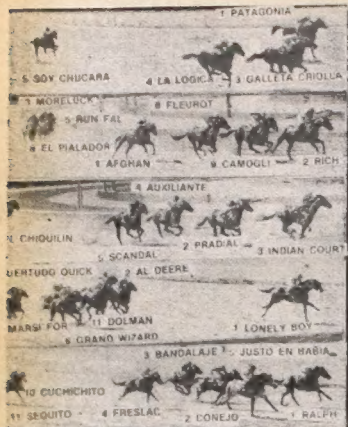 1 PATAGONIA
5 SOY CHUCARA 4 LA LOGICA 3 GALLETA CRIOLLA
3 MORELUCK 8 FLEUROT
5 RUN FAL
6 EL PIALADOR 1 AFGHAN 9 CAMOGLI 2 RICH
4 AUXILIANTE
CHIQUILIN 5 SCANDAL 2 PRADIAL 3 INDIAN COURT
QUICK 2 AL DEERE
MARSI FOR 11 DOLMAN 1 LONELY BOY
6 GRAND WIZARD
3 BANDALAJE JUSTO EN BABIA
10 CUCHICHITO
11 SEQUITO 4 FRESLAC 2 CONEJO 1 RALPH